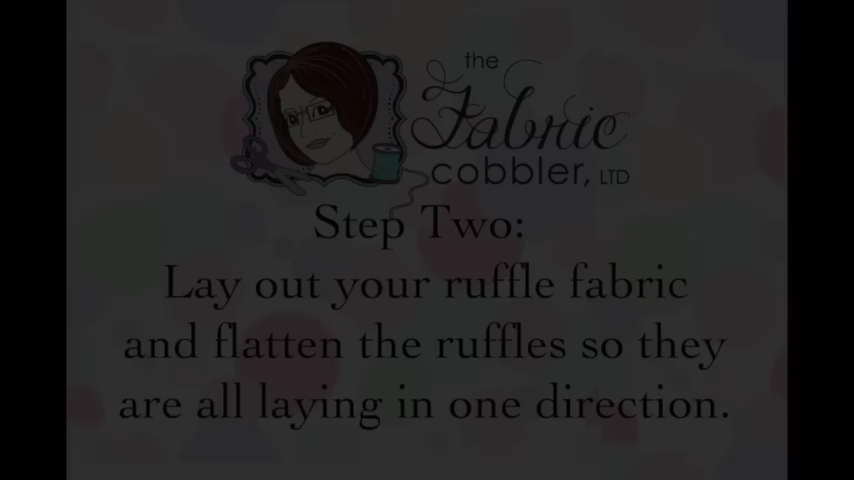 the
Fabric
cobbler, LTD
Step Two:
Lay out your ruffle fabric
and flatten the ruffles so they
are all laying in one direction.